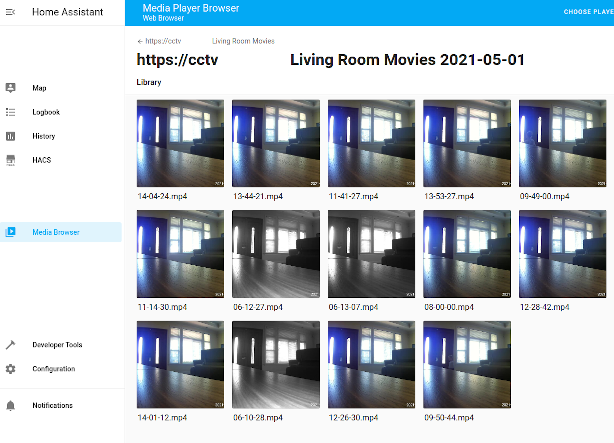 Home Assistant
Media Player Browser
Web Browser
CHOOSE PLAYE
Map
Logbook
History
HACS
Media Browser
Developer Tools
Configuration
Notifications
← https://cctv Living Room Movies
https://cctv Living Room Movies 2021-05-01
Library
14-04-24.mp4
13-44-21.mp4
11-41-27.mp4
13-53-27.mp4
09-49-00.mp4
11-14-30.mp4
06-12-27.mp4
06-13-07.mp4
08-00-00.mp4
12-28-42.mp4
14-01-12.mp4
06-10-28.mp4
12-26-30.mp4
09-50-44.mp4